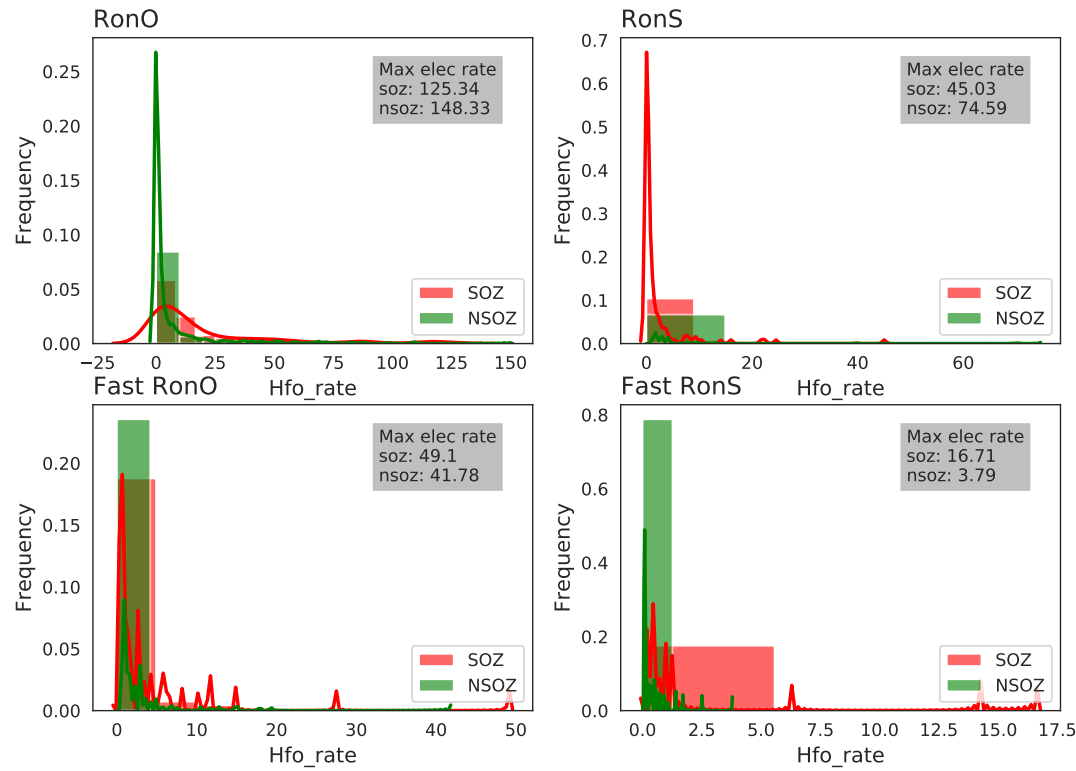 RonO
0.25
0.20
0.15
0.10
0.05
0.00
Frequency
Max elec rate
soz: 125.34
nsoz: 148.33
SOZ
NSOZ
−25 0 25 50 75 100 125 150
Hfo_rate
RonS
0.7
0.6
0.5
0.4
0.3
0.2
0.1
0.0
Frequency
Max elec rate
soz: 45.03
nsoz: 74.59
SOZ
NSOZ
0 20 40 60
Hfo_rate
Fast RonO
0.20
0.15
0.10
0.05
0.00
Frequency
Max elec rate
soz: 49.1
nsoz: 41.78
SOZ
NSOZ
0 10 20 30 40 50
Hfo_rate
Fast RonS
0.8
0.6
0.4
0.2
0.0
Frequency
Max elec rate
soz: 16.71
nsoz: 3.79
SOZ
NSOZ
0.0 2.5 5.0 7.5 10.0 12.5 15.0 17.5
Hfo_rate